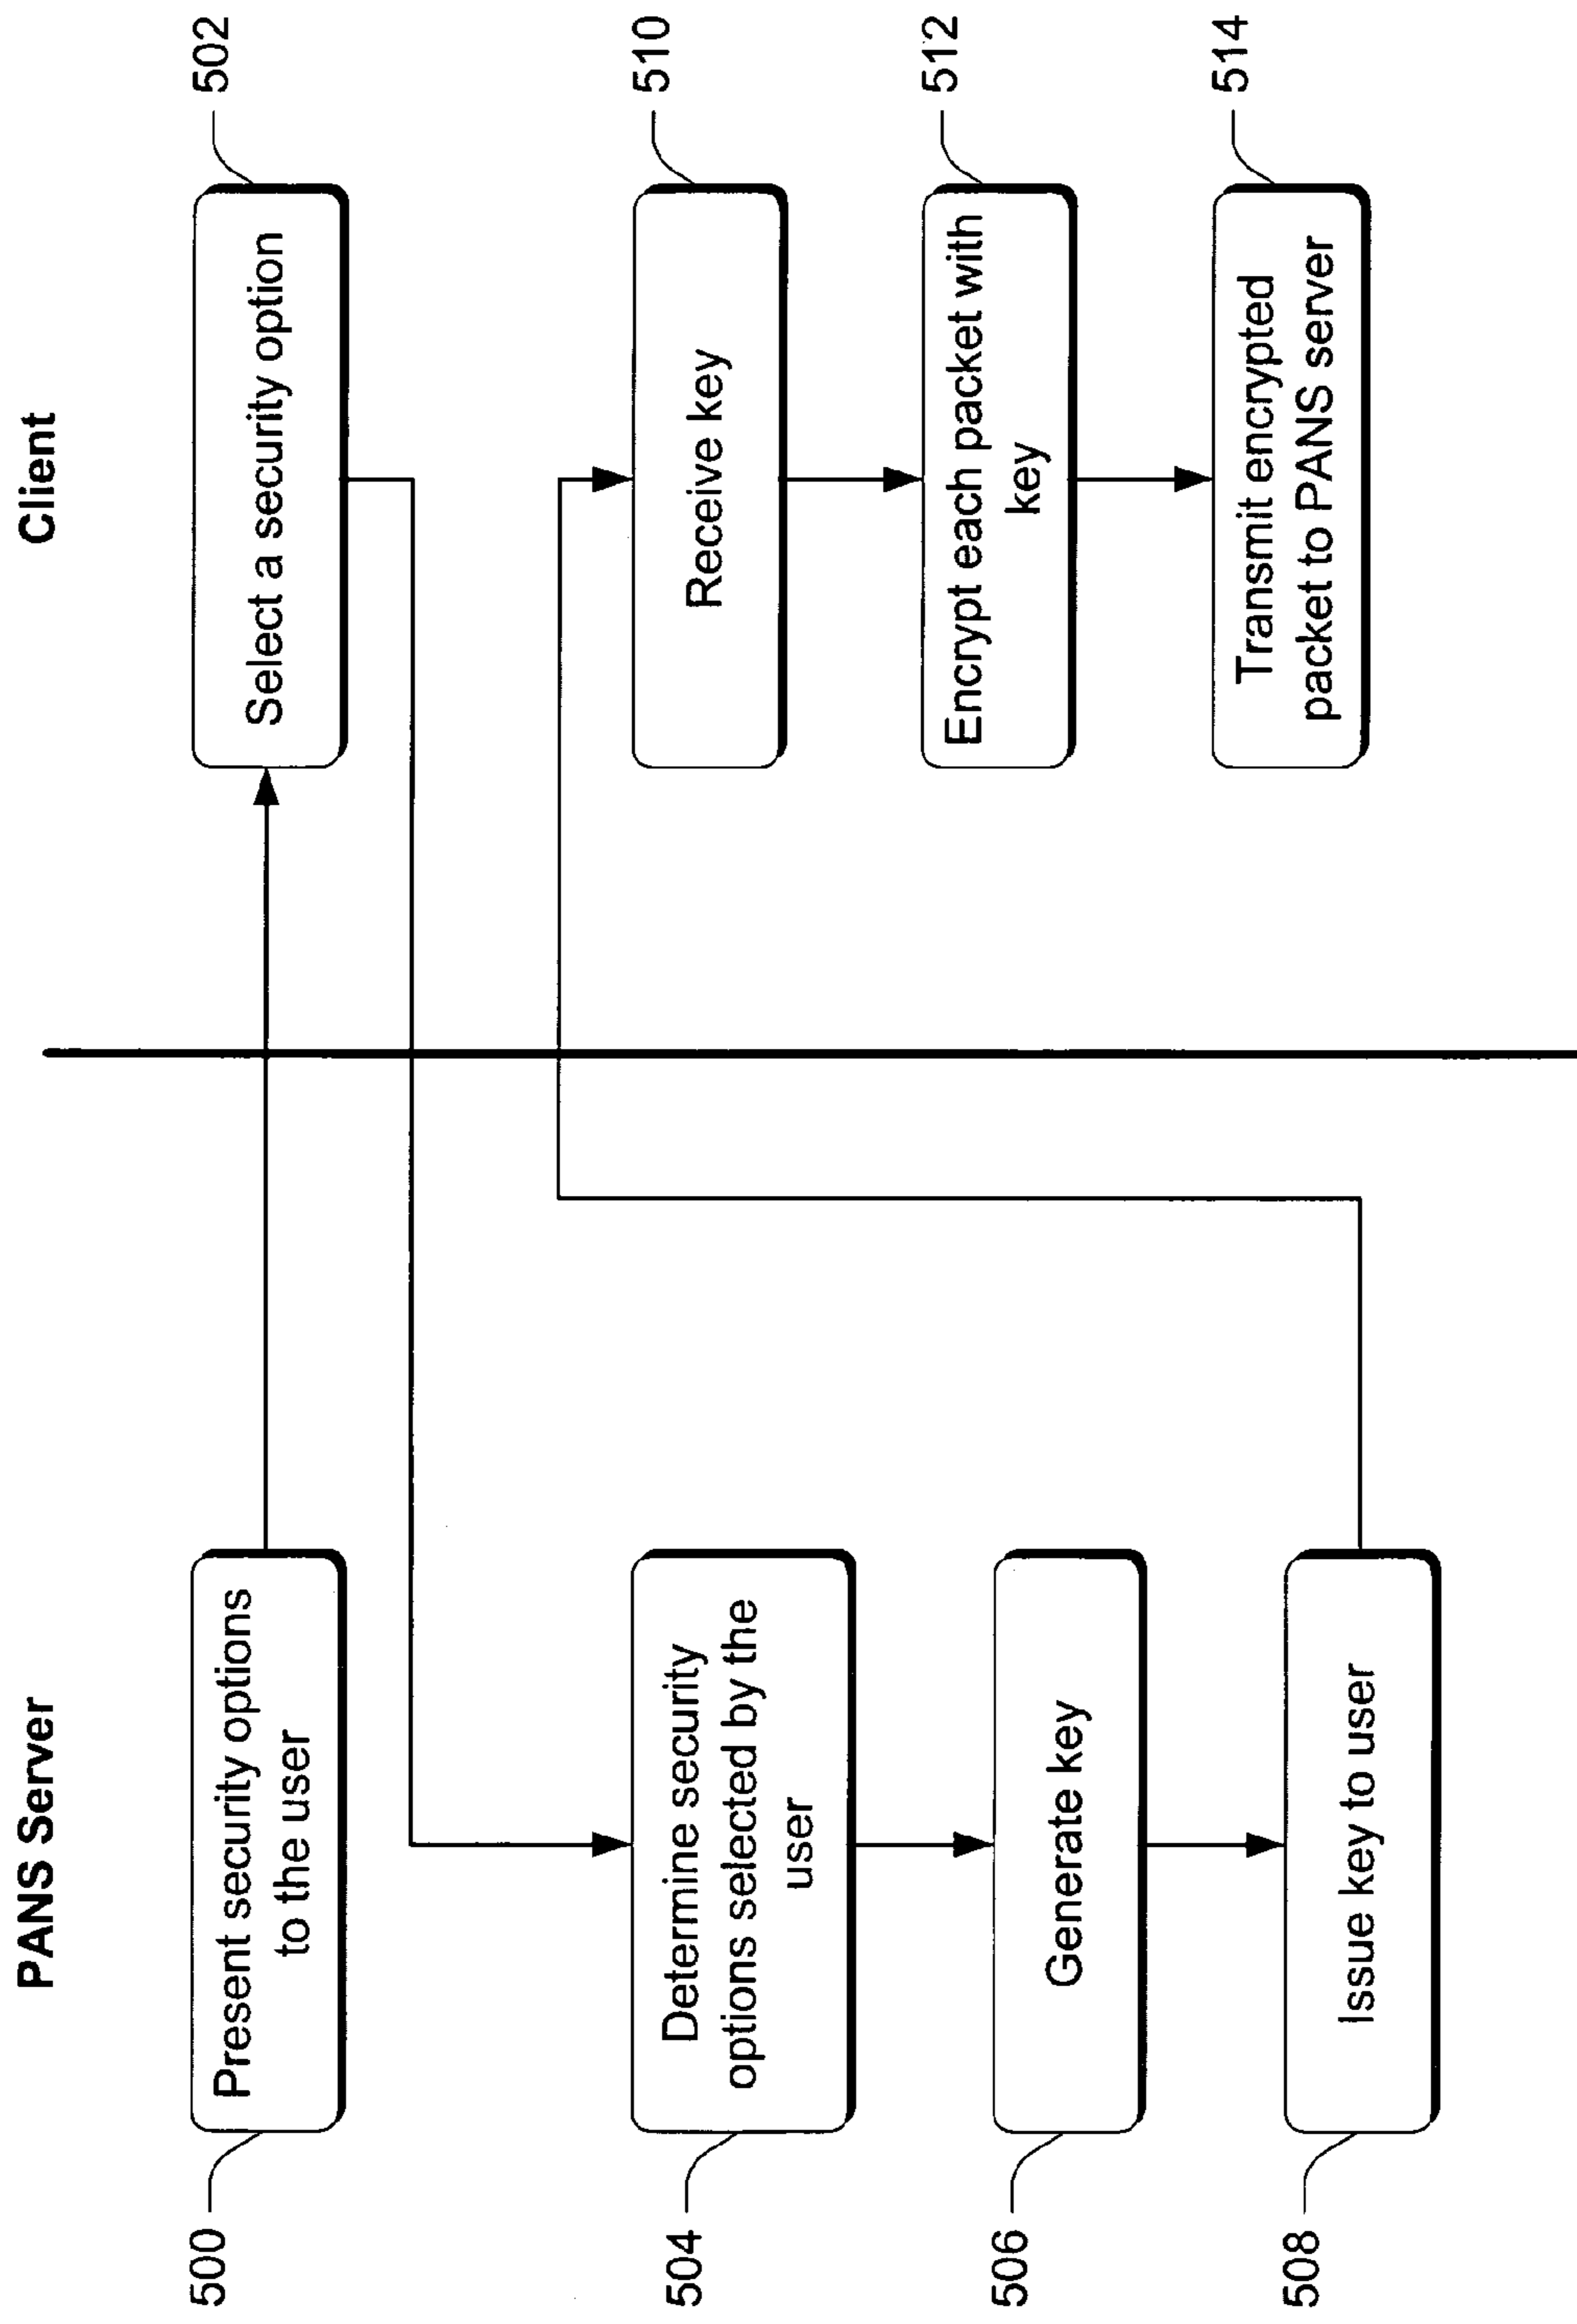 PANS Server
Client
500
Present security options
to the user
Select a security option
502
504
Determine security
options selected by the
user
Receive key
510
506
Generate key
Encrypt each packet with
key
512
508
Issue key to user
Transmit encrypted
packet to PANS server
514